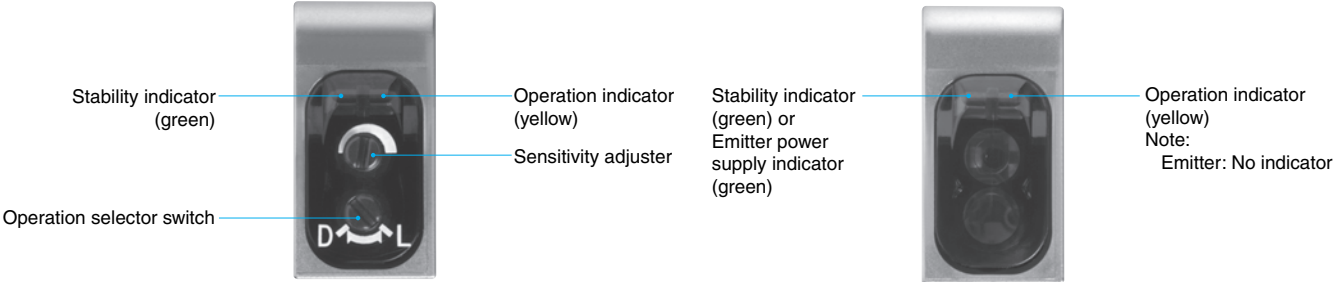 Stability indicator
(green)
Operation indicator
(yellow)
Sensitivity adjuster
Operation selector switch
D L
Stability indicator
(green) or
Emitter power
supply indicator
(green)
Operation indicator
(yellow)
Note:
Emitter: No indicator